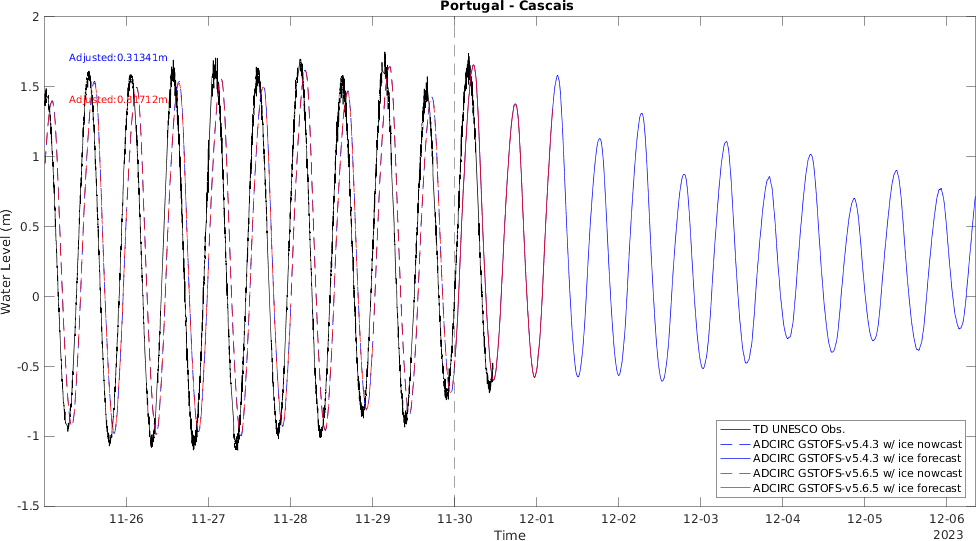 Portugal - Cascais
2
1.5
1
0.5
0
-0.5
-1
-1.5
Water Level (m)
Adjusted:0.31341m
Adjusted:0.31712m
TD UNESCO Obs.
ADCIRC GSTOFS-v5.4.3 w/ ice nowcast
ADCIRC GSTOFS-v5.4.3 w/ ice forecast
ADCIRC GSTOFS-v5.6.5 w/ ice nowcast
ADCIRC GSTOFS-v5.6.5 w/ ice forecast
11-26 11-27 11-28 11-29 11-30 12-01 12-02 12-03 12-04 12-05 12-06
Time
2023